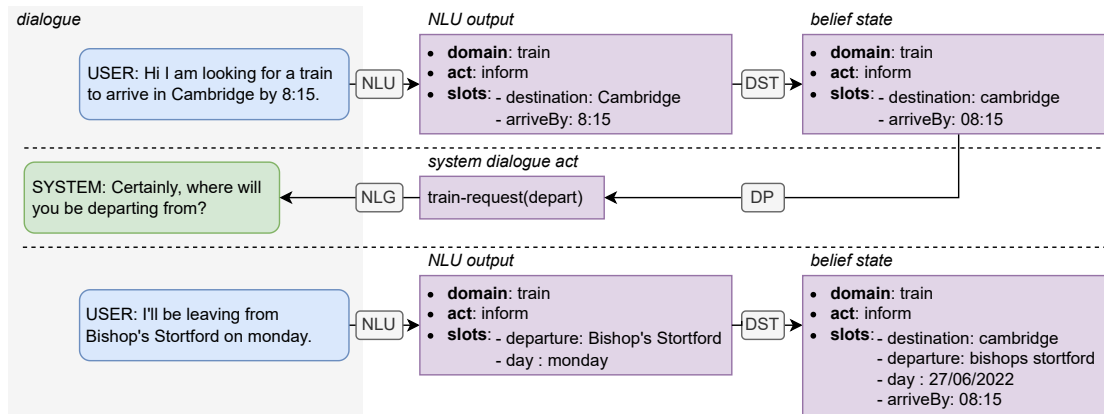 dialogue
NLU output
belief state
USER: Hi I am looking for a train
to arrive in Cambridge by 8:15.
NLU
• domain: train
• act: inform
• slots: - destination: Cambridge
- arriveBy: 8:15
DST
• domain: train
• act: inform
• slots: - destination: cambridge
- arriveBy: 08:15
system dialogue act
SYSTEM: Certainly, where will
you be departing from?
NLG
train-request(depart)
DP
NLU output
belief state
USER: I'll be leaving from
Bishop's Stortford on monday.
NLU
• domain: train
• act: inform
• slots: - departure: Bishop's Stortford
- day : monday
DST
• domain: train
• act: inform
• slots: - destination: cambridge
- departure: bishops stortford
- day : 27/06/2022
- arriveBy: 08:15